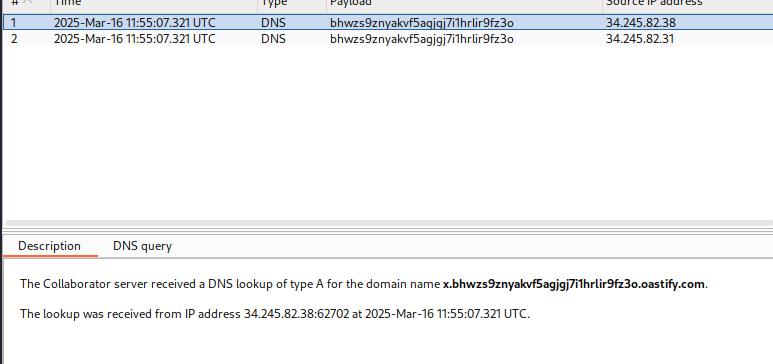 # Time Type Payload Source IP address
1 2025-Mar-16 11:55:07.321 UTC DNS bhwzs9znyakvf5agjgj7i1hrlir9fz3o 34.245.82.38
2 2025-Mar-16 11:55:07.321 UTC DNS bhwzs9znyakvf5agjgj7i1hrlir9fz3o 34.245.82.31
Description DNS query
The Collaborator server received a DNS lookup of type A for the domain name x.bhwzs9znyakvf5agjgj7i1hrlir9fz3o.oastify.com.
The lookup was received from IP address 34.245.82.38:62702 at 2025-Mar-16 11:55:07.321 UTC.